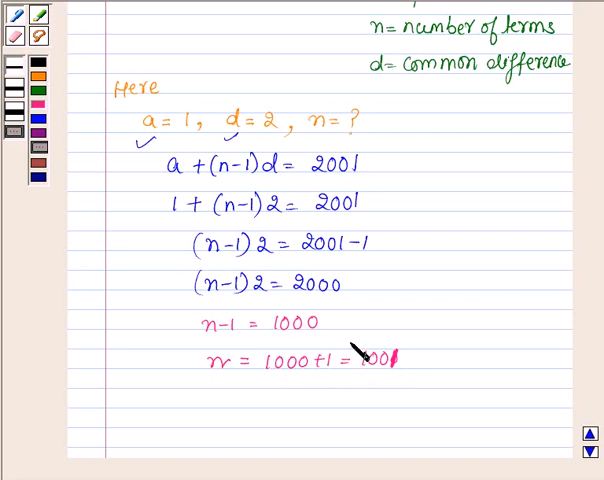 n= number of terms
d= common difference
Here
a = 1, d = 2, n = ?
a + (n-1)d = 2001
1 + (n-1)2 = 2001
(n-1)2 = 2001-1
(n-1)2 = 2000
n-1 = 1000
n = 1000+1 = 1001